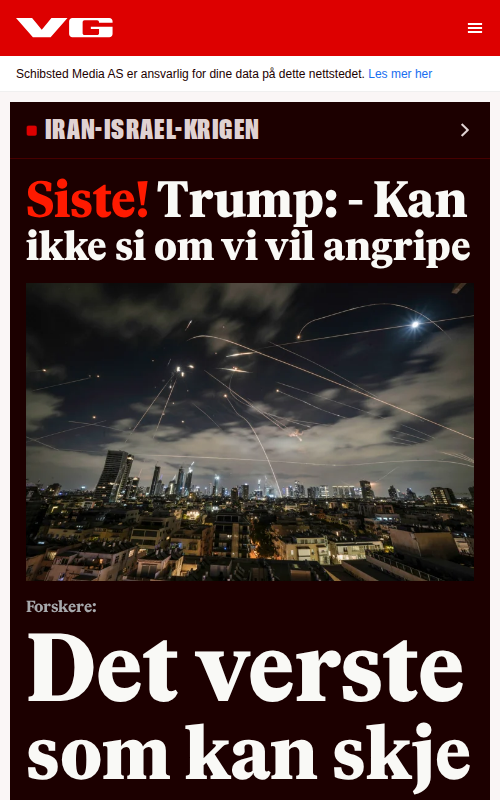 VG
Schibsted Media AS er ansvarlig for dine data på dette nettstedet. Les mer her
IRAN-ISRAEL-KRIGEN
Siste! Trump: - Kan
ikke si om vi vil angripe
Forskere:
Det verste
som kan skje